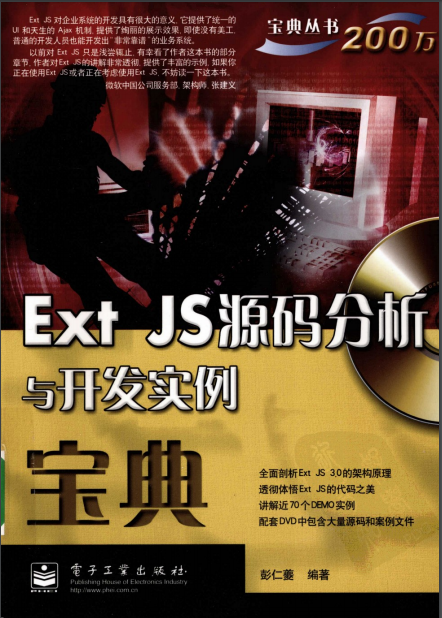 Ext JS 对企业系统的开发具有很大的意义,它提供了统一的
UI 和天生的 Ajax 机制,提供了绚丽的展示效果,即使没有美工,
普通的开发人员也能开发出“非常靠谱”的业务系统。
以前对 Ext JS 只是浅尝辄止,有幸看了作者这本书的部分
章节,作者对 Ext JS 的讲解非常透彻,提供了丰富的示例,如果你
正在使用 Ext JS 或者正在考虑使用 Ext JS,不妨读一下本书。
微软中国公司服务部,架构师,张建义
宝典丛书
200万
Ext JS源码分析
与开发实例
宝典
全面剖析Ext JS 3.0的架构原理
透彻体悟Ext JS的代码之美
讲解近70个DEMO实例
配套DVD中包含大量源码和案例文件
电子工业出版社
Publishing House of Electronics Industry
http://www.phei.com.cn
PHEI
彭仁夔 编著